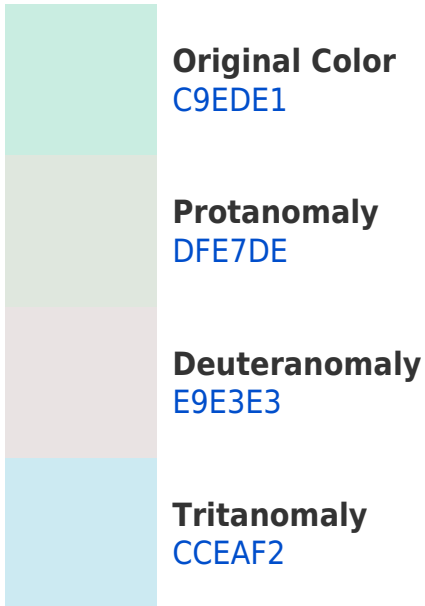 Original Color
C9EDE1
Protanomaly
DFE7DE
Deuteranomaly
E9E3E3
Tritanomaly
CCEAF2